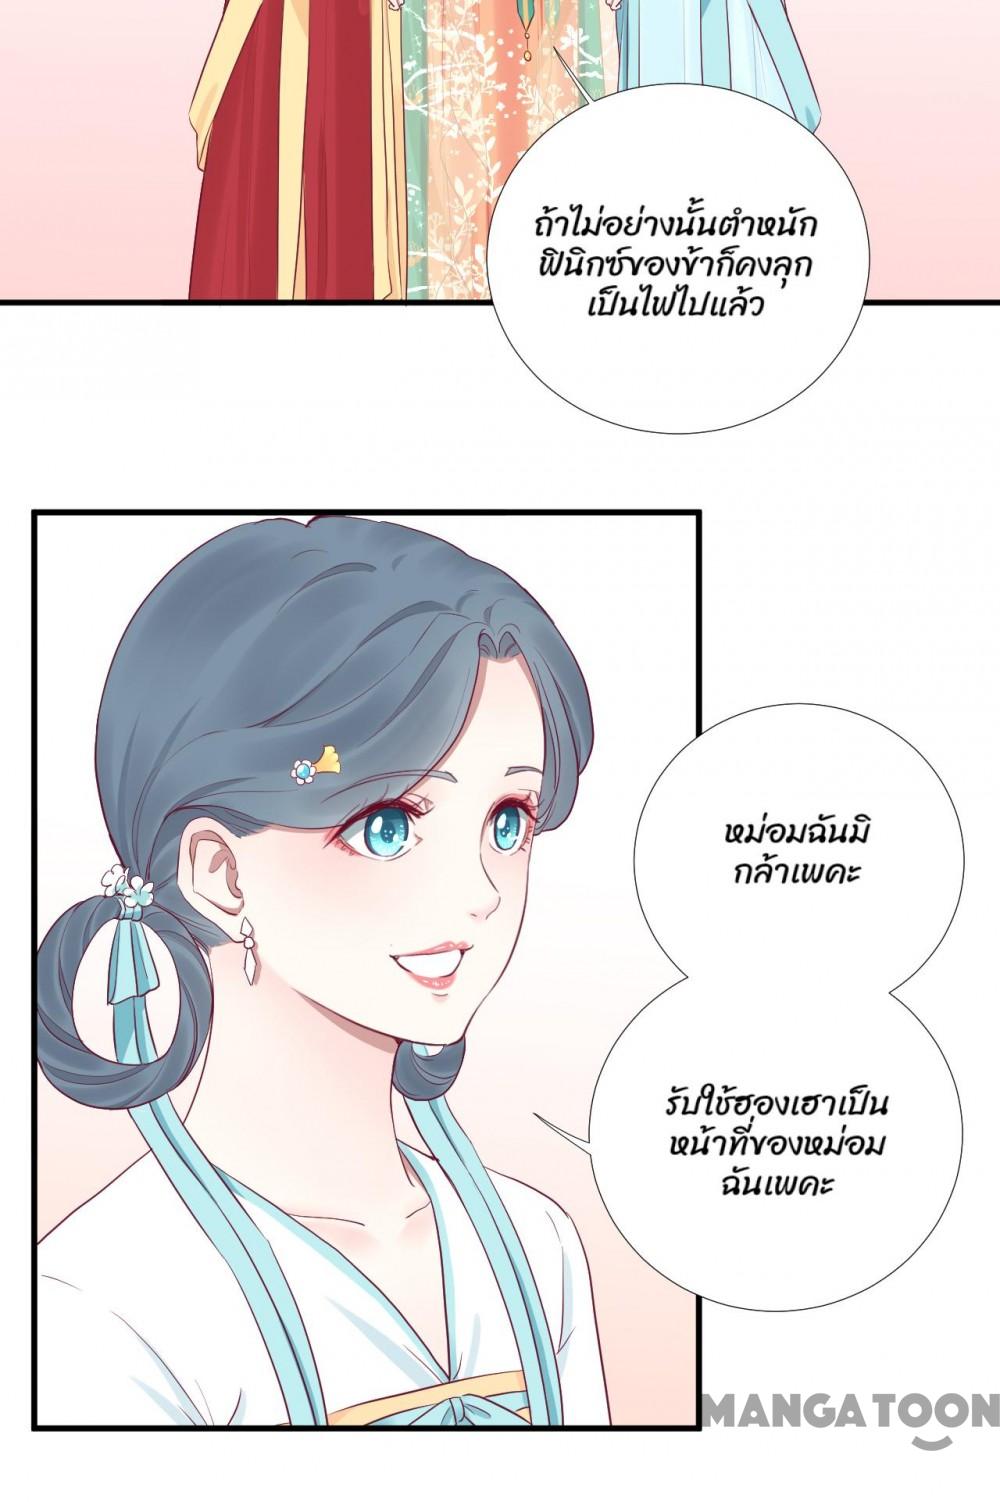 ถ้าไม่อย่างนั้นตำหนัก
ฟินิกซ์ของข้าก็คงลุก
เป็นไฟไปแล้ว
หม่อมฉันมิ
กล้าเพคะ
รับใช้ฮองเฮาเป็น
หน้าที่ของหม่อม
ฉันเพคะ
MANGATOON